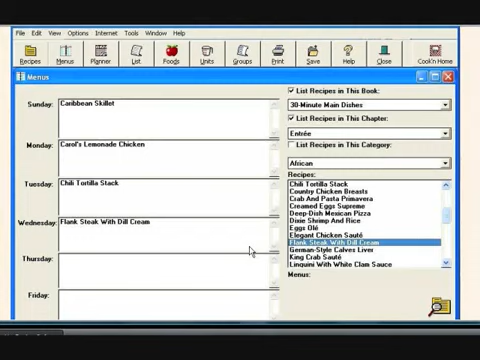 File Edit View Options Internet Tools Window Help
Recipes Menus Planner List Foods Units Groups Print Save Help Close Cook'n Home
Menus
Sunday: Caribbean Skillet
Monday: Carol's Lemonade Chicken
Tuesday: Chili Tortilla Stack
Wednesday: Flank Steak With Dill Cream
Thursday:
Friday:
List Recipes in This Book:
30-Minute Main Dishes
List Recipes in This Chapter:
Entrée
List Recipes in This Category:
African
Recipes:
Chili Tortilla Stack
Country Chicken Breasts
Crab And Pasta Primavera
Creamed Eggs Supreme
Deep-Dish Mexican Pizza
Dixie Shrimp And Rice
Eggs Olé
Elegant Chicken Sauté
Flank Steak With Dill Cream
German-Style Calves Liver
King Crab Sauté
Linguini With White Clam Sauce
Menus: